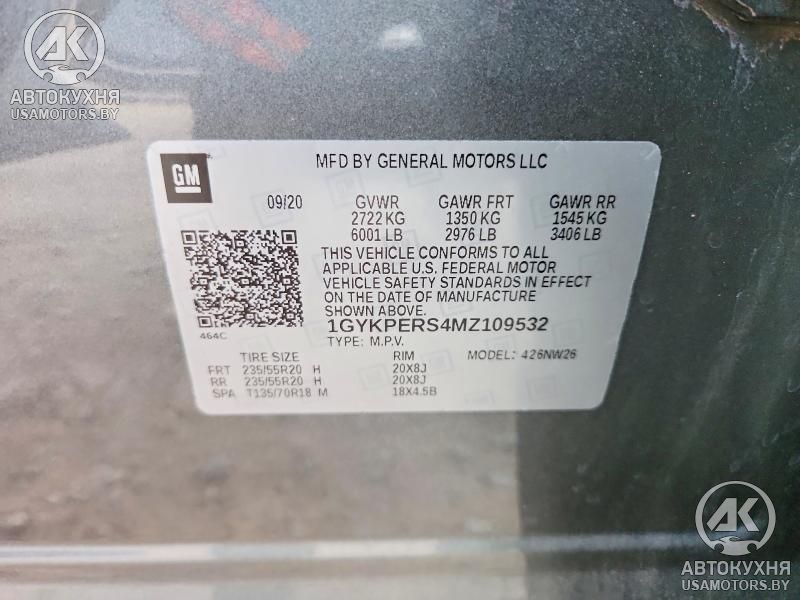 АК
АВТОКУХНЯ
USAMOTORS.BY
GM
MFD BY GENERAL MOTORS LLC
09/20 GVWR GAWR FRT GAWR RR
2722 KG 1350 KG 1545 KG
6001 LB 2976 LB 3406 LB
THIS VEHICLE CONFORMS TO ALL
APPLICABLE U.S. FEDERAL MOTOR
VEHICLE SAFETY STANDARDS IN EFFECT
ON THE DATE OF MANUFACTURE
SHOWN ABOVE.
464C
1GYKPERS4MZ109532
TYPE: M.P.V. MODEL: 426NW26
TIRE SIZE RIM
FRT 235/55R20 H 20X8J
RR 235/55R20 H 20X8J
SPA T135/70R18 M 18X4.5B
АК
АВТОКУХНЯ
USAMOTORS.BY